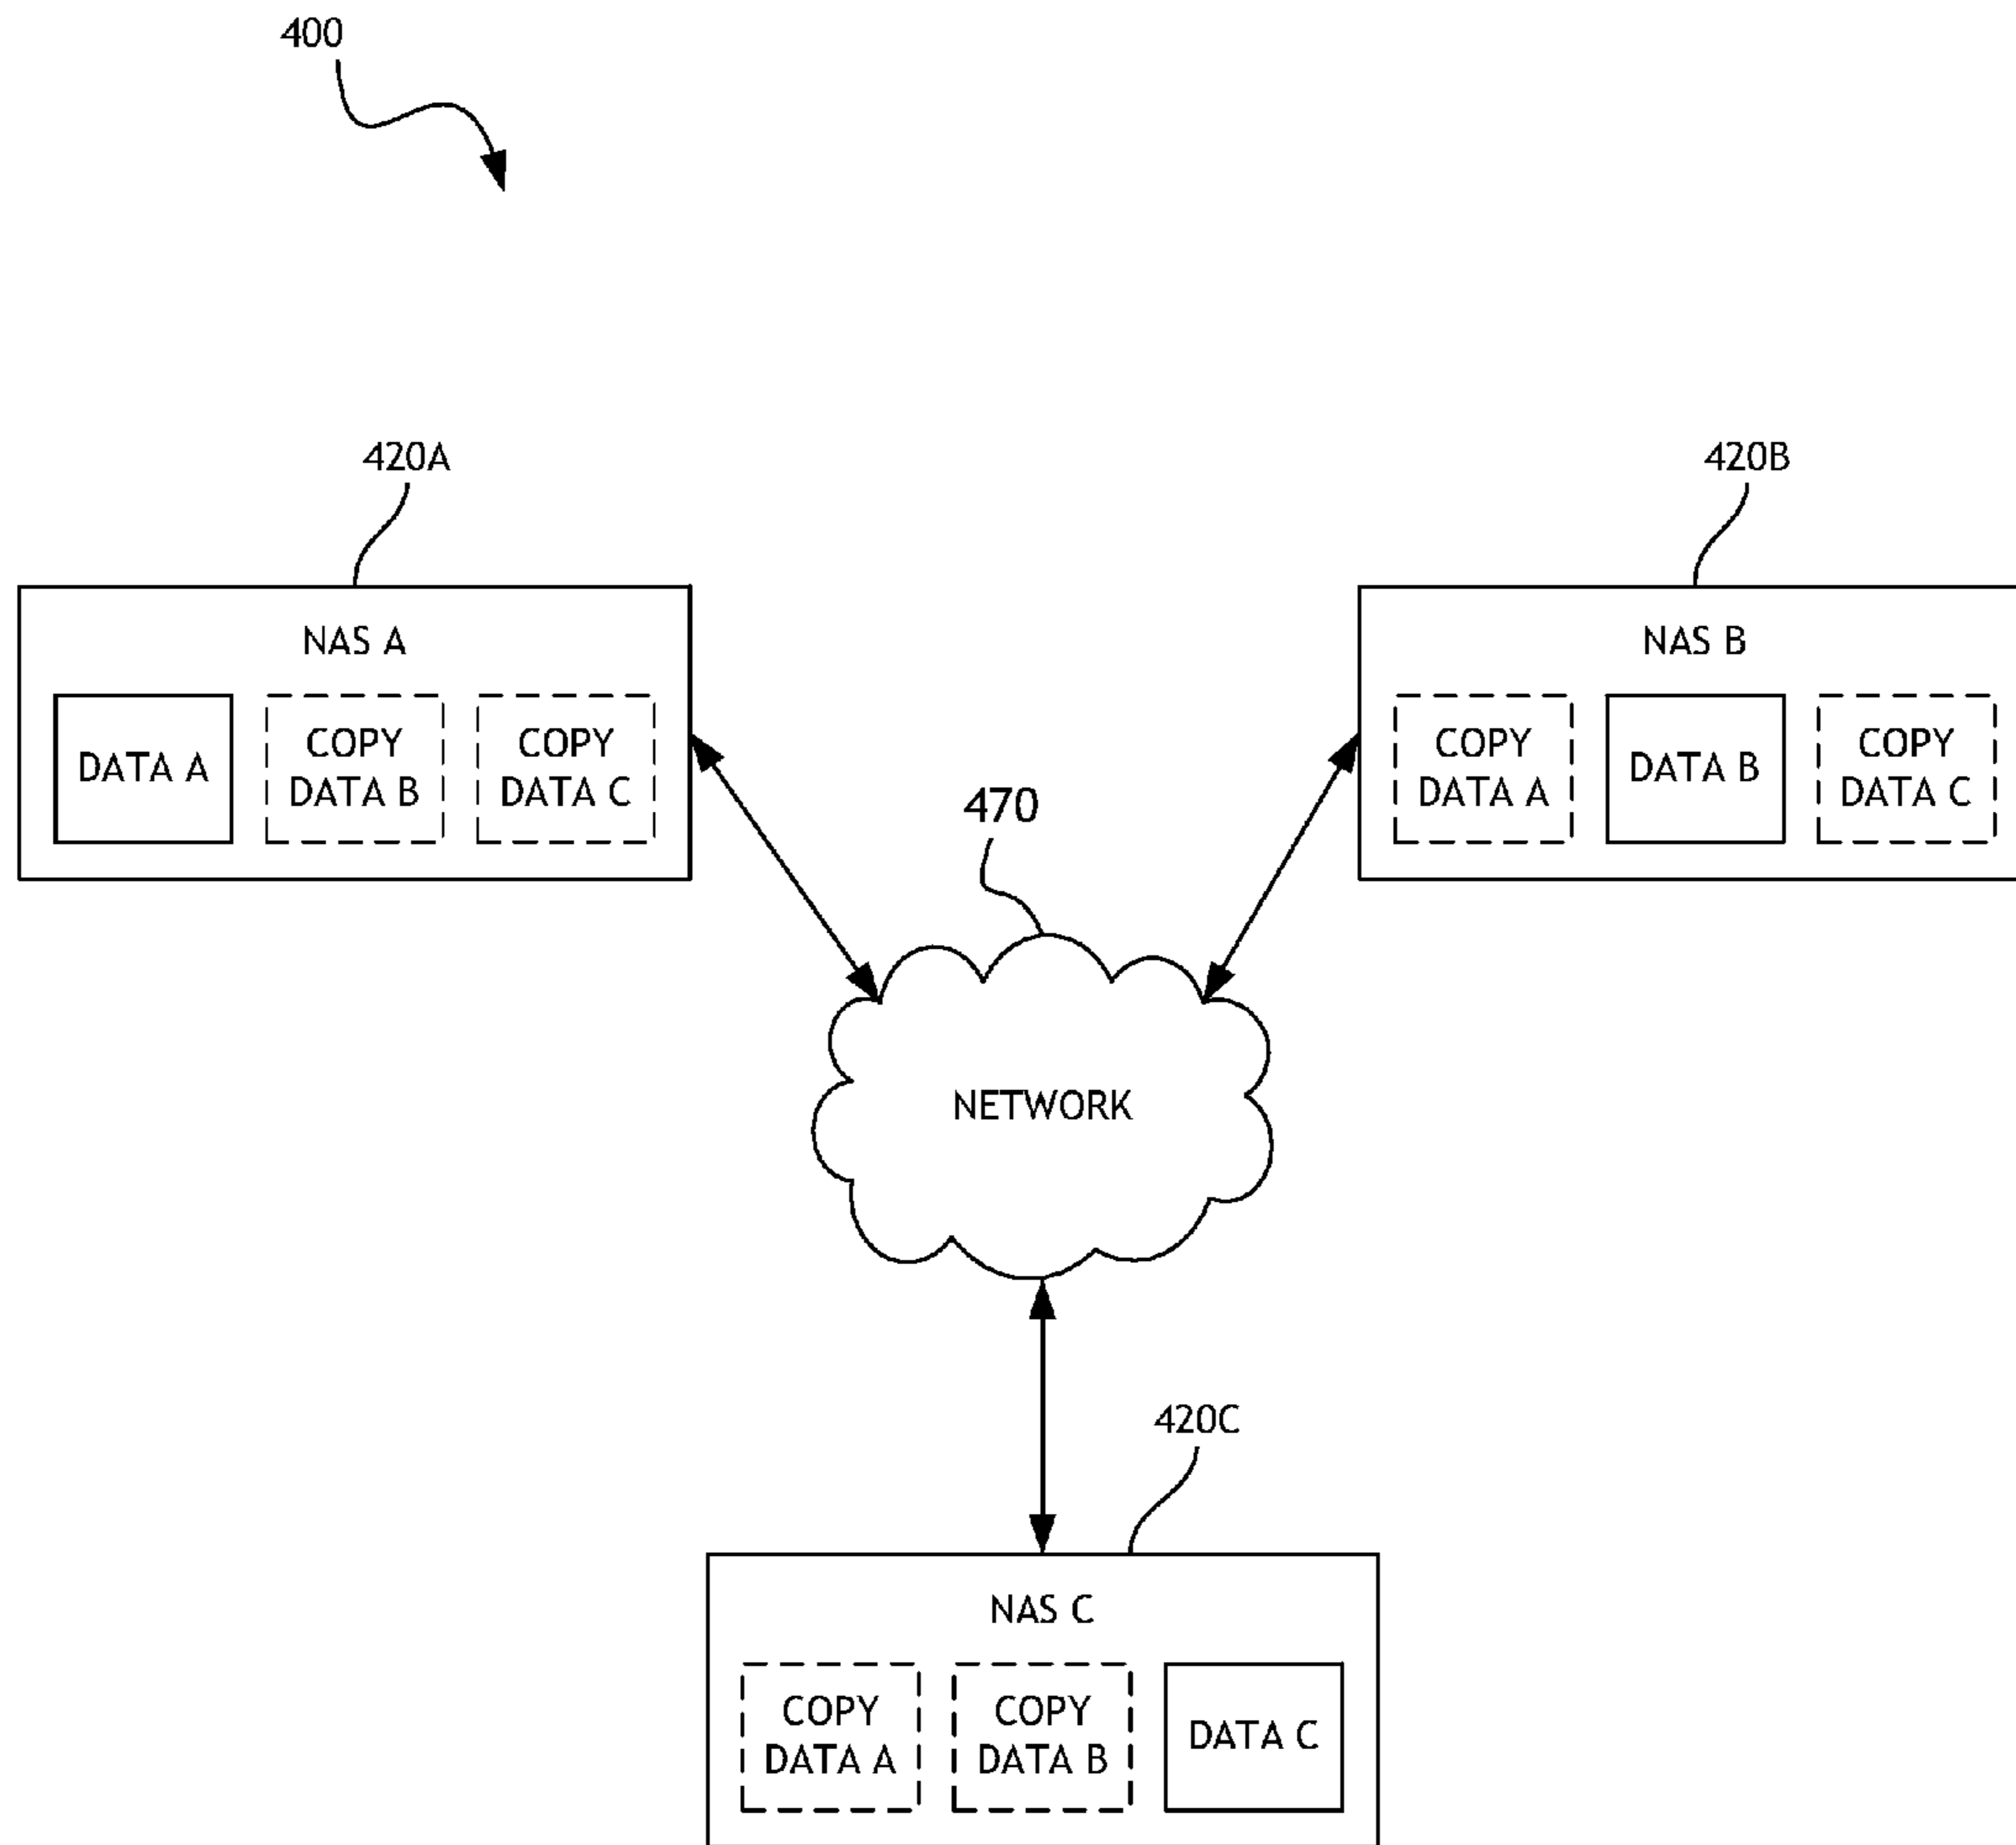 400
420A
420B
NAS A
NAS B
DATA A
COPY
DATA B
COPY
DATA C
COPY
DATA A
DATA B
COPY
DATA C
470
NETWORK
420C
NAS C
COPY
DATA A
COPY
DATA B
DATA C